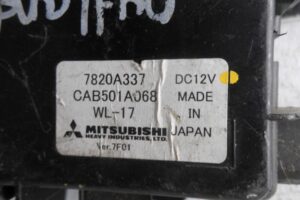 7820A337 DC12V
CAB501A068 MADE
WL-17 IN
MITSUBISHI JAPAN
HEAVY INDUSTRIES, LTD.
Ver.7F01